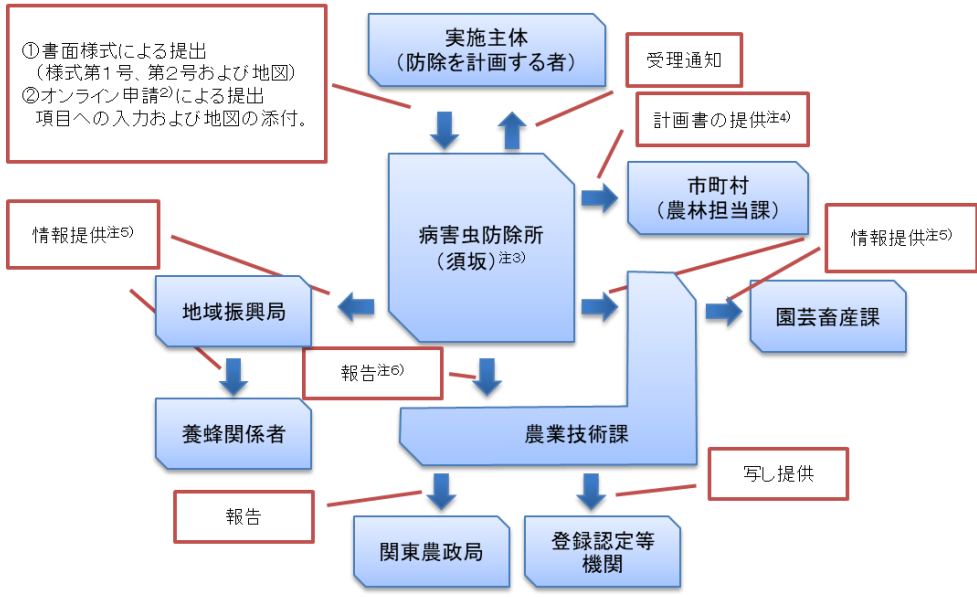 ①書面様式による提出
（様式第１号、第２号および地図）
②オンライン申請2)による提出
項目への入力および地図の添付。
実施主体
（防除を計画する者）
受理通知
計画書の提供注4)
市町村
（農林担当課）
病害虫防除所
（須坂）注3)
情報提供注5)
情報提供注5)
地域振興局
園芸畜産課
報告注6)
養蜂関係者
農業技術課
写し提供
報告
関東農政局
登録認定等
機関